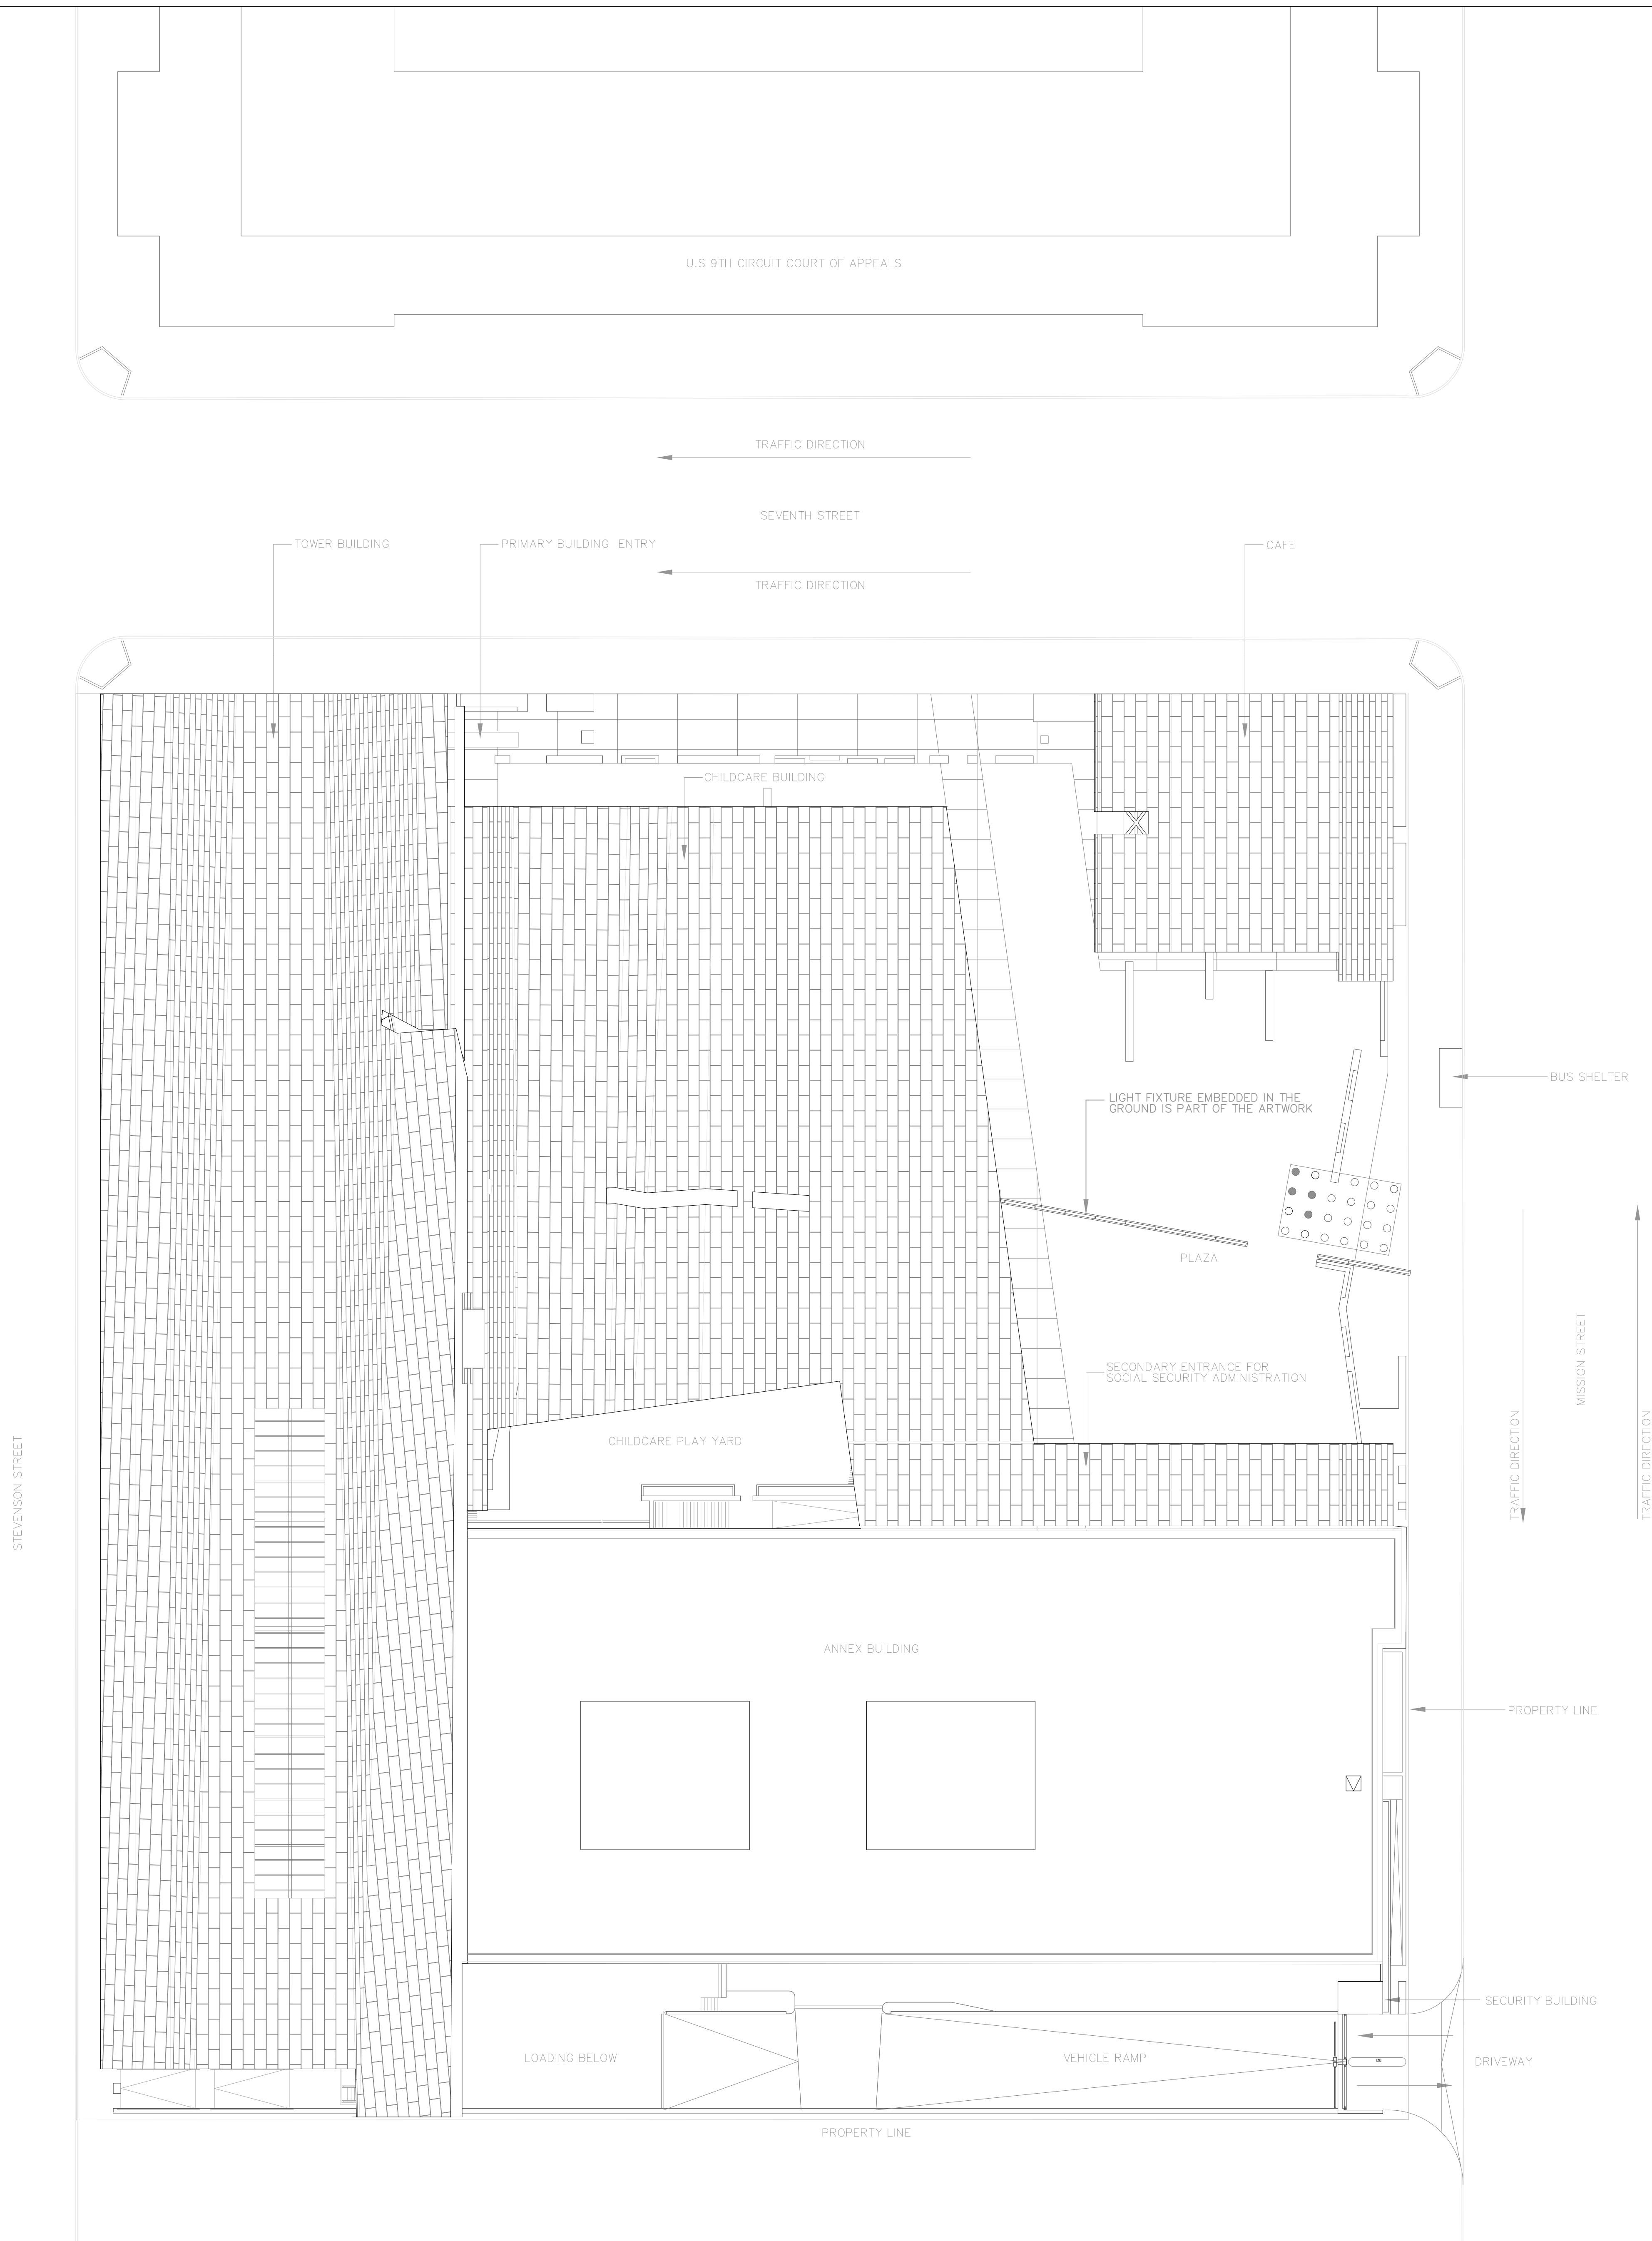 U.S 9TH CIRCUIT COURT OF APPEALS
TRAFFIC DIRECTION
SEVENTH STREET
TOWER BUILDING
PRIMARY BUILDING ENTRY
CAFE
TRAFFIC DIRECTION
CHILDCARE BUILDING
BUS SHELTER
LIGHT FIXTURE EMBEDDED IN THE
GROUND IS PART OF THE ARTWORK
PLAZA
SECONDARY ENTRANCE FOR
SOCIAL SECURITY ADMINISTRATION
MISSION STREET
TRAFFIC DIRECTION
TRAFFIC DIRECTION
CHILDCARE PLAY YARD
STEVENSON STREET
ANNEX BUILDING
PROPERTY LINE
SECURITY BUILDING
LOADING BELOW
VEHICLE RAMP
DRIVEWAY
PROPERTY LINE